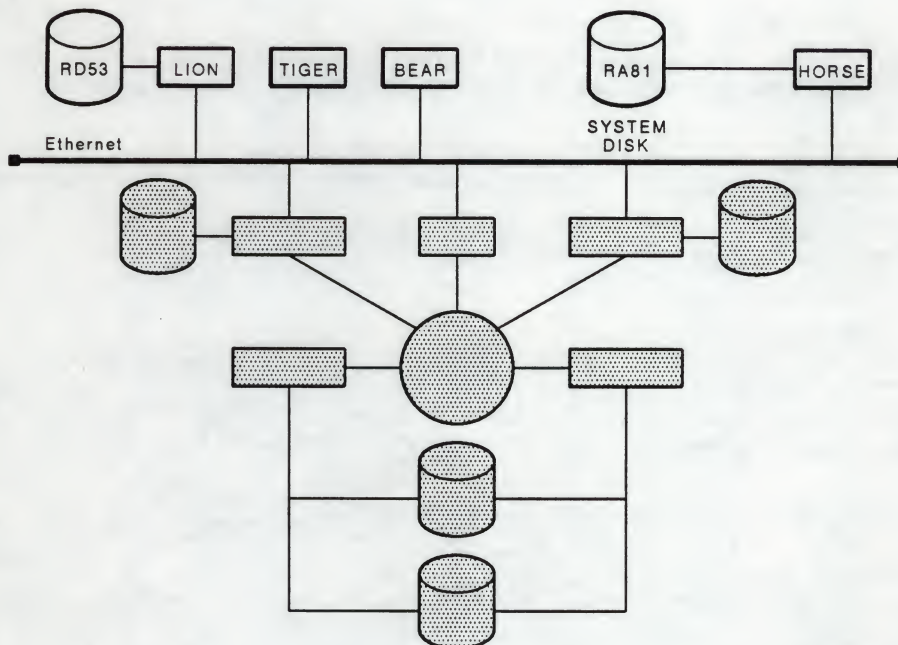 RD53
LION
TIGER
BEAR
RA81
HORSE
SYSTEM
DISK
Ethernet